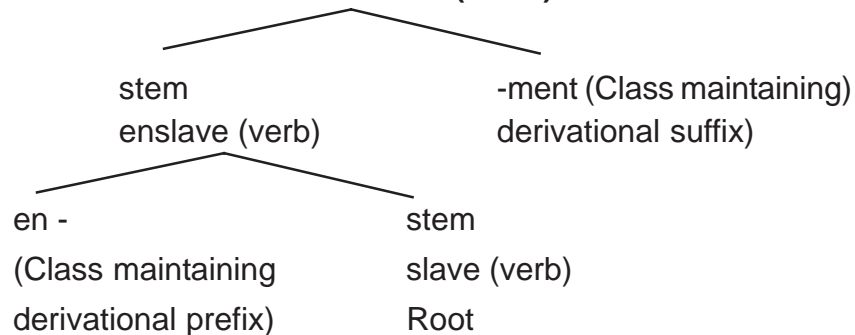 stem
-ment (Class maintaining)
enslave (verb)
derivational suffix)
en -
stem
(Class maintaining
slave (verb)
derivational prefix)
Root